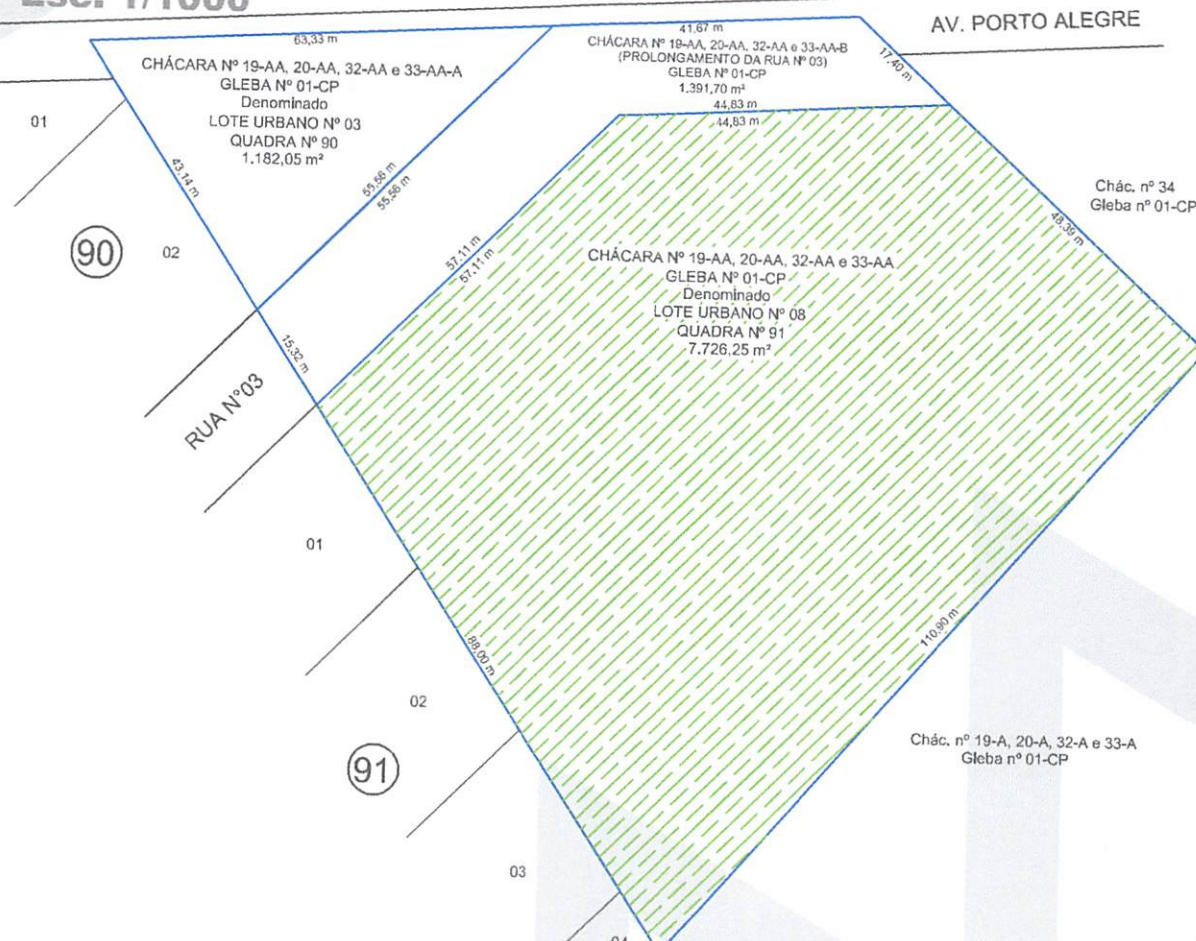 AV. PORTO ALEGRE
63,33 m
41,67 m
CHÁCARA Nº 19-AA, 20-AA, 32-AA e 33-AA-A
GLEBA Nº 01-CP
Denominado
LOTE URBANO Nº 03
QUADRA Nº 90
1.182,05 m²
CHÁCARA Nº 19-AA, 20-AA, 32-AA e 33-AA-B
(PROLONGAMENTO DA RUA Nº 03)
GLEBA Nº 01-CP
1.391,70 m²
44,83 m
44,83 m
17,40 m
01
43,14 m
55,56 m
55,56 m
Chác. nº 34
Gleba nº 01-CP
48,39 m
90
02
57,11 m
57,11 m
CHÁCARA Nº 19-AA, 20-AA, 32-AA e 33-AA
GLEBA Nº 01-CP
Denominado
LOTE URBANO Nº 08
QUADRA Nº 91
7.726,25 m²
15,32 m
RUA Nº03
01
88,00 m
110,90 m
02
91
Chác. nº 19-A, 20-A, 32-A e 33-A
Gleba nº 01-CP
03